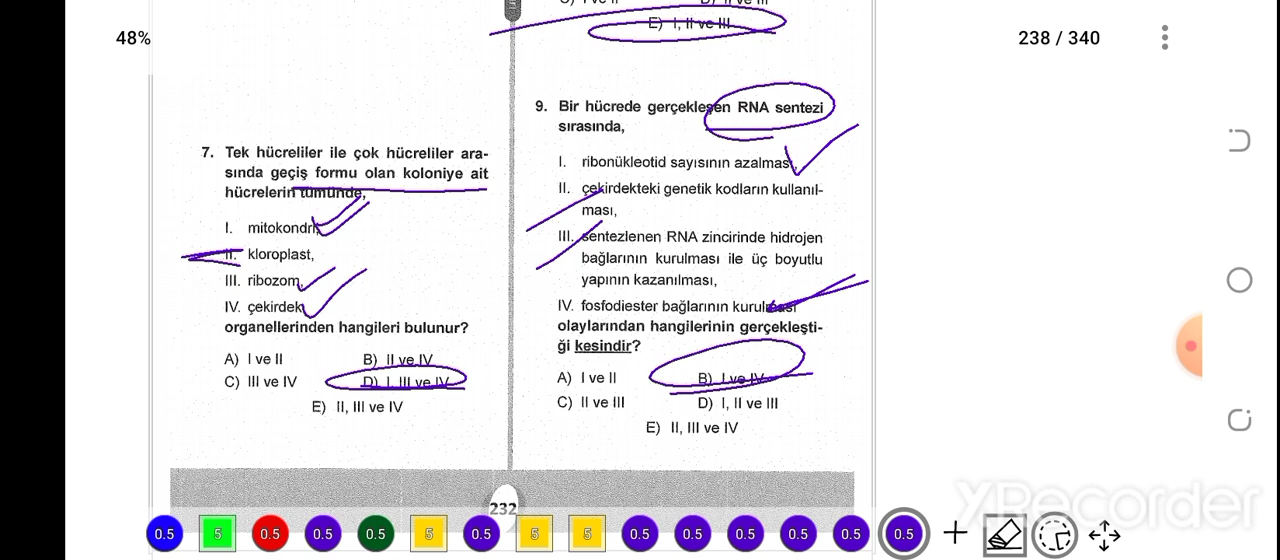 48%
238 / 340
C) I ve II D) II ve III
E) I, II ve III
7. Tek hücreliler ile çok hücreliler ara-
sında geçiş formu olan koloniye ait
hücrelerin tümünde,
I. mitokondri,
II. kloroplast,
III. ribozom,
IV. çekirdek
organellerinden hangileri bulunur?
A) I ve II B) II ve IV
C) III ve IV D) I, III ve IV
E) II, III ve IV
9. Bir hücrede gerçekleşen RNA sentezi
sırasında,
I. ribonükleotid sayısının azalması,
II. çekirdekteki genetik kodların kullanıl-
ması,
III. sentezlenen RNA zincirinde hidrojen
bağlarının kurulması ile üç boyutlu
yapının kazanılması,
IV. fosfodiester bağlarının kurulması
olaylarından hangilerinin gerçekleşti-
ği kesindir?
A) I ve II B) I ve IV
C) II ve III D) I, II ve III
E) II, III ve IV
232
0.5 5 0.5 0.5 0.5 5 0.5 5 5 0.5 0.5 0.5 0.5 0.5 0.5
XRecorder